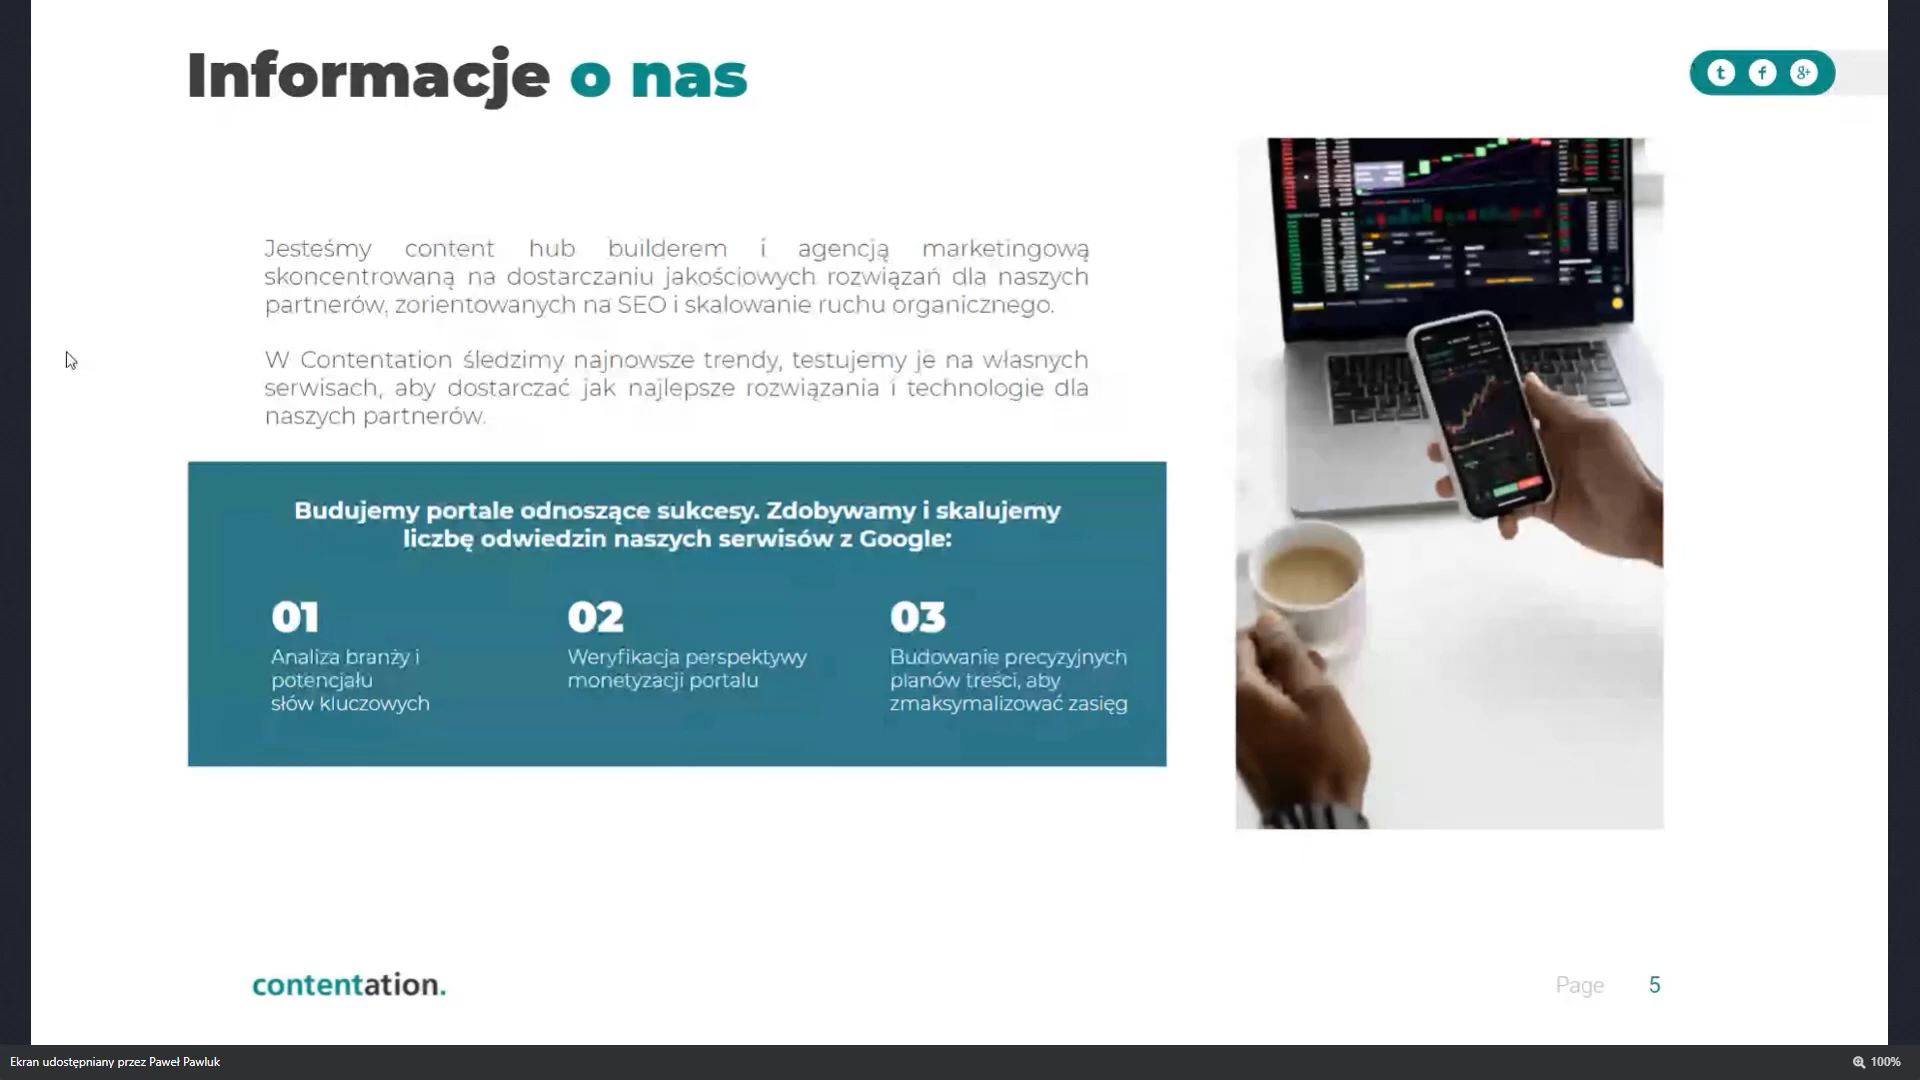 Informacje o nas
Jesteśmy content hub builderem i agencją marketingową
skoncentrowaną na dostarczaniu jakościowych rozwiązań dla naszych
partnerów, zorientowanych na SEO i skalowanie ruchu organicznego.
W Contentation śledzimy najnowsze trendy, testujemy je na własnych
serwisach, aby dostarczać jak najlepsze rozwiązania i technologie dla
naszych partnerów.
Budujemy portale odnoszące sukcesy. Zdobywamy i skalujemy
liczbę odwiedzin naszych serwisów z Google:
01
Analiza branży i
potencjału
słów kluczowych
02
Weryfikacja perspektywy
monetyzacji portalu
03
Budowanie precyzyjnych
planów treści, aby
zmaksymalizować zasięg
contentation.
Page 5
Ekran udostępniany przez Paweł Pawluk
100%